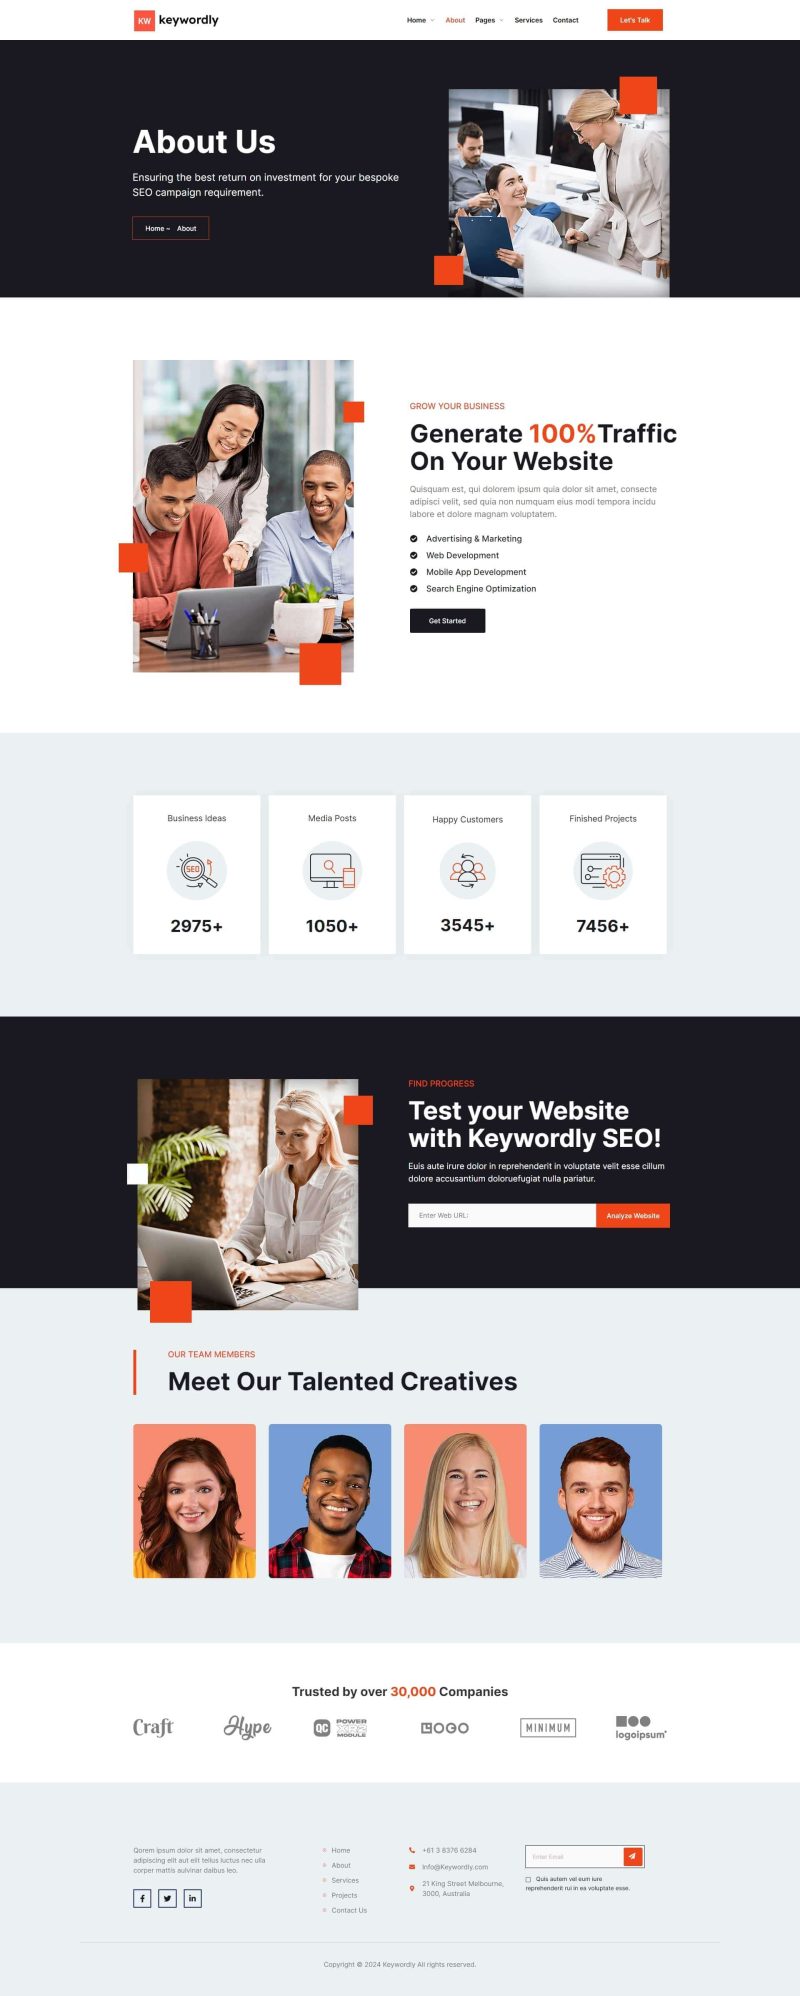 KW keywordly
Home About Pages Services Contact Let's Talk
About Us
Ensuring the best return on investment for your bespoke
SEO campaign requirement.
Home ~ About
GROW YOUR BUSINESS
Generate 100%Traffic
On Your Website
Quisquam est, qui dolorem ipsum quia dolor sit amet, consecte
adipisci velit, sed quia non numquam eius modi tempora incidu
labore et dolore magnam voluptatem.
Advertising & Marketing
Web Development
Mobile App Development
Search Engine Optimization
Get Started
Business Ideas
SEO
2975+
Media Posts
1050+
Happy Customers
3545+
Finished Projects
7456+
FIND PROGRESS
Test your Website
with Keywordly SEO!
Euis aute irure dolor in reprehenderit in voluptate velit esse cillum
dolore accusantium doloruefugiat nulla pariatur.
Enter Web URL: Analyze Website
OUR TEAM MEMBERS
Meet Our Talented Creatives
Trusted by over 30,000 Companies
Craft
Hype
QC POWER
XR2
MODULE
LOGO
MINIMUM
logoipsum
Qorem ipsum dolor sit amet, consectetur
adipiscing elit aut elit tellus luctus nec ulla
corper mattis aulvinar daibus leo.
Home
About
Services
Projects
Contact Us
+61 3 8376 6284
Info@Keywordly.com
21 King Street Melbourne,
3000, Australia
Enter Email
Quis autem vel eum iure
reprehenderit rui in ea voluptate esse.
Copyright © 2024 Keywordly All rights reserved.